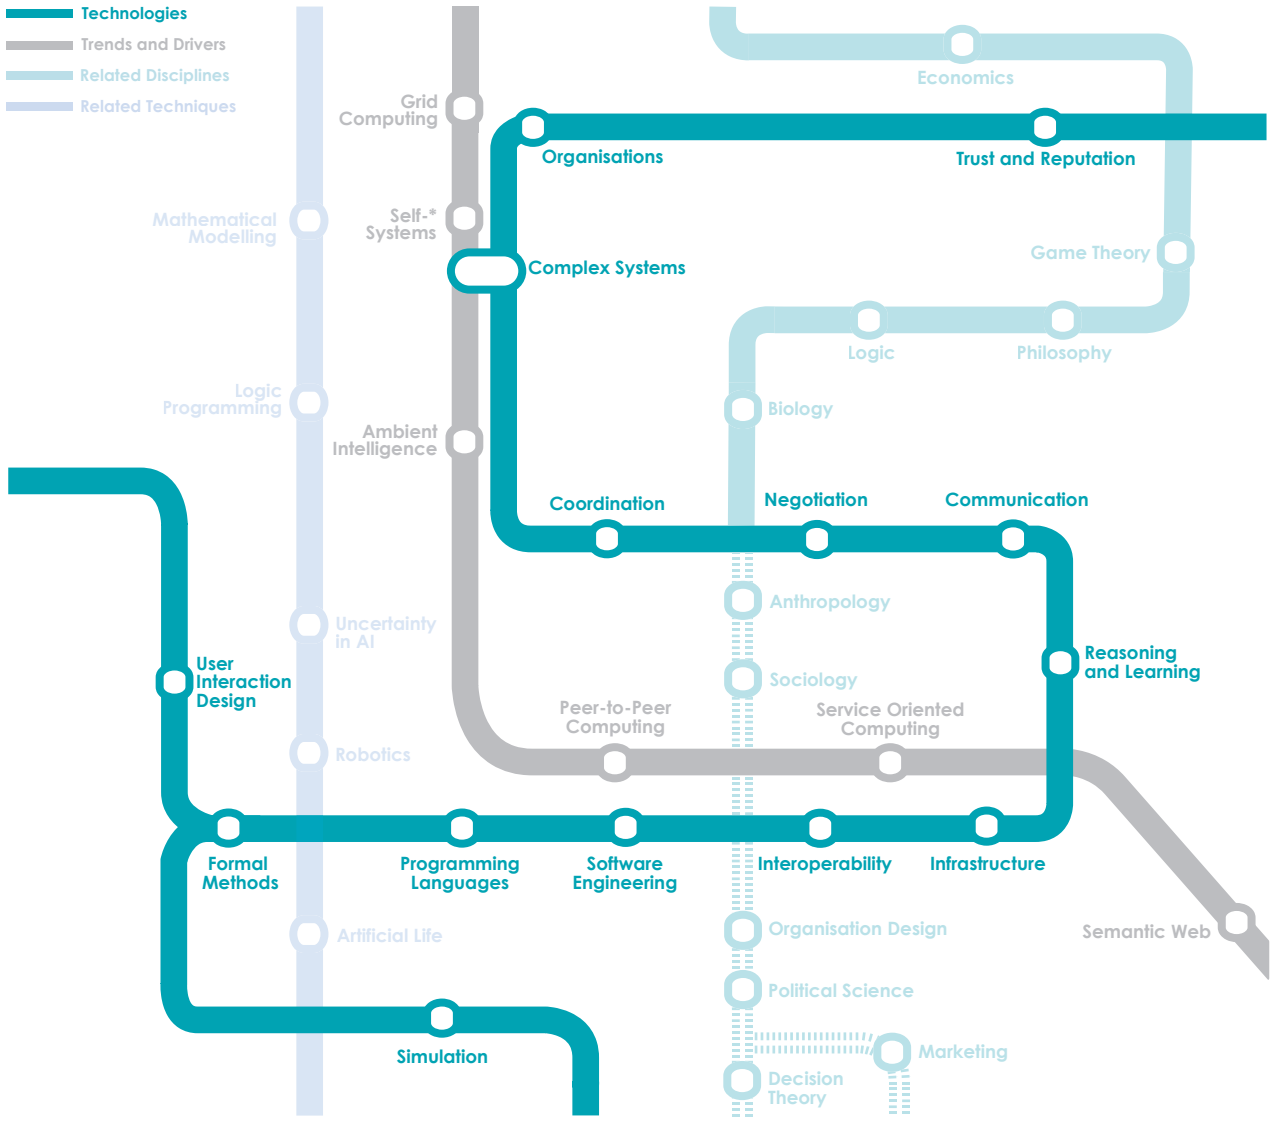 Technologies
Trends and Drivers
Related Disciplines
Related Techniques
Economics
Grid
Computing
Organisations
Trust and Reputation
Mathematical
Modelling
Self-*
Systems
Complex Systems
Game Theory
Logic
Philosophy
Logic
Programming
Biology
Ambient
Intelligence
Coordination
Negotiation
Communication
Anthropology
Uncertainty
in AI
User
Interaction
Design
Sociology
Reasoning
and Learning
Peer-to-Peer
Computing
Service Oriented
Computing
Robotics
Formal
Methods
Programming
Languages
Software
Engineering
Interoperability
Infrastructure
Artificial Life
Organisation Design
Semantic Web
Political Science
Simulation
Marketing
Decision
Theory